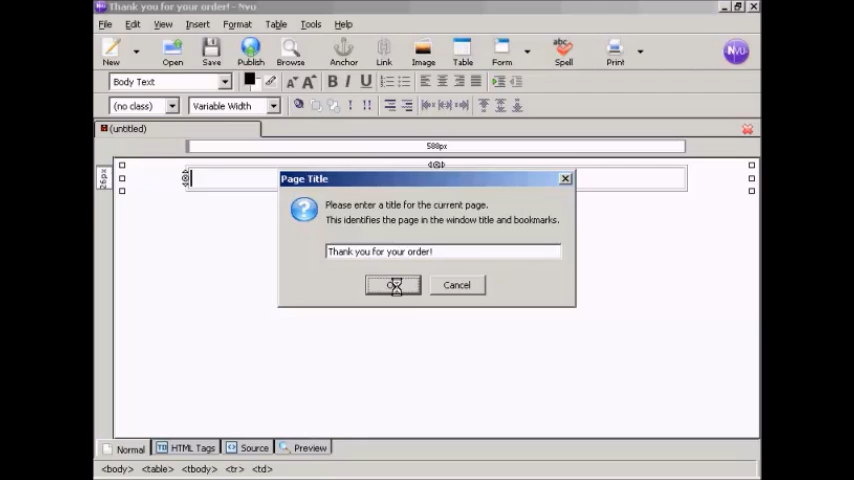 Thank you for your order! - Nvu
File Edit View Insert Format Table Tools Help
New Open Save Publish Browse Anchor Link Image Table Form Spell Print
Nvu
Body Text
B I U
(no class) Variable Width
(untitled)
588px
26px
Page Title
Please enter a title for the current page.
This identifies the page in the window title and bookmarks.
Thank you for your order!
Cancel
Normal HTML Tags Source Preview
<body> <table> <tbody> <tr> <td>